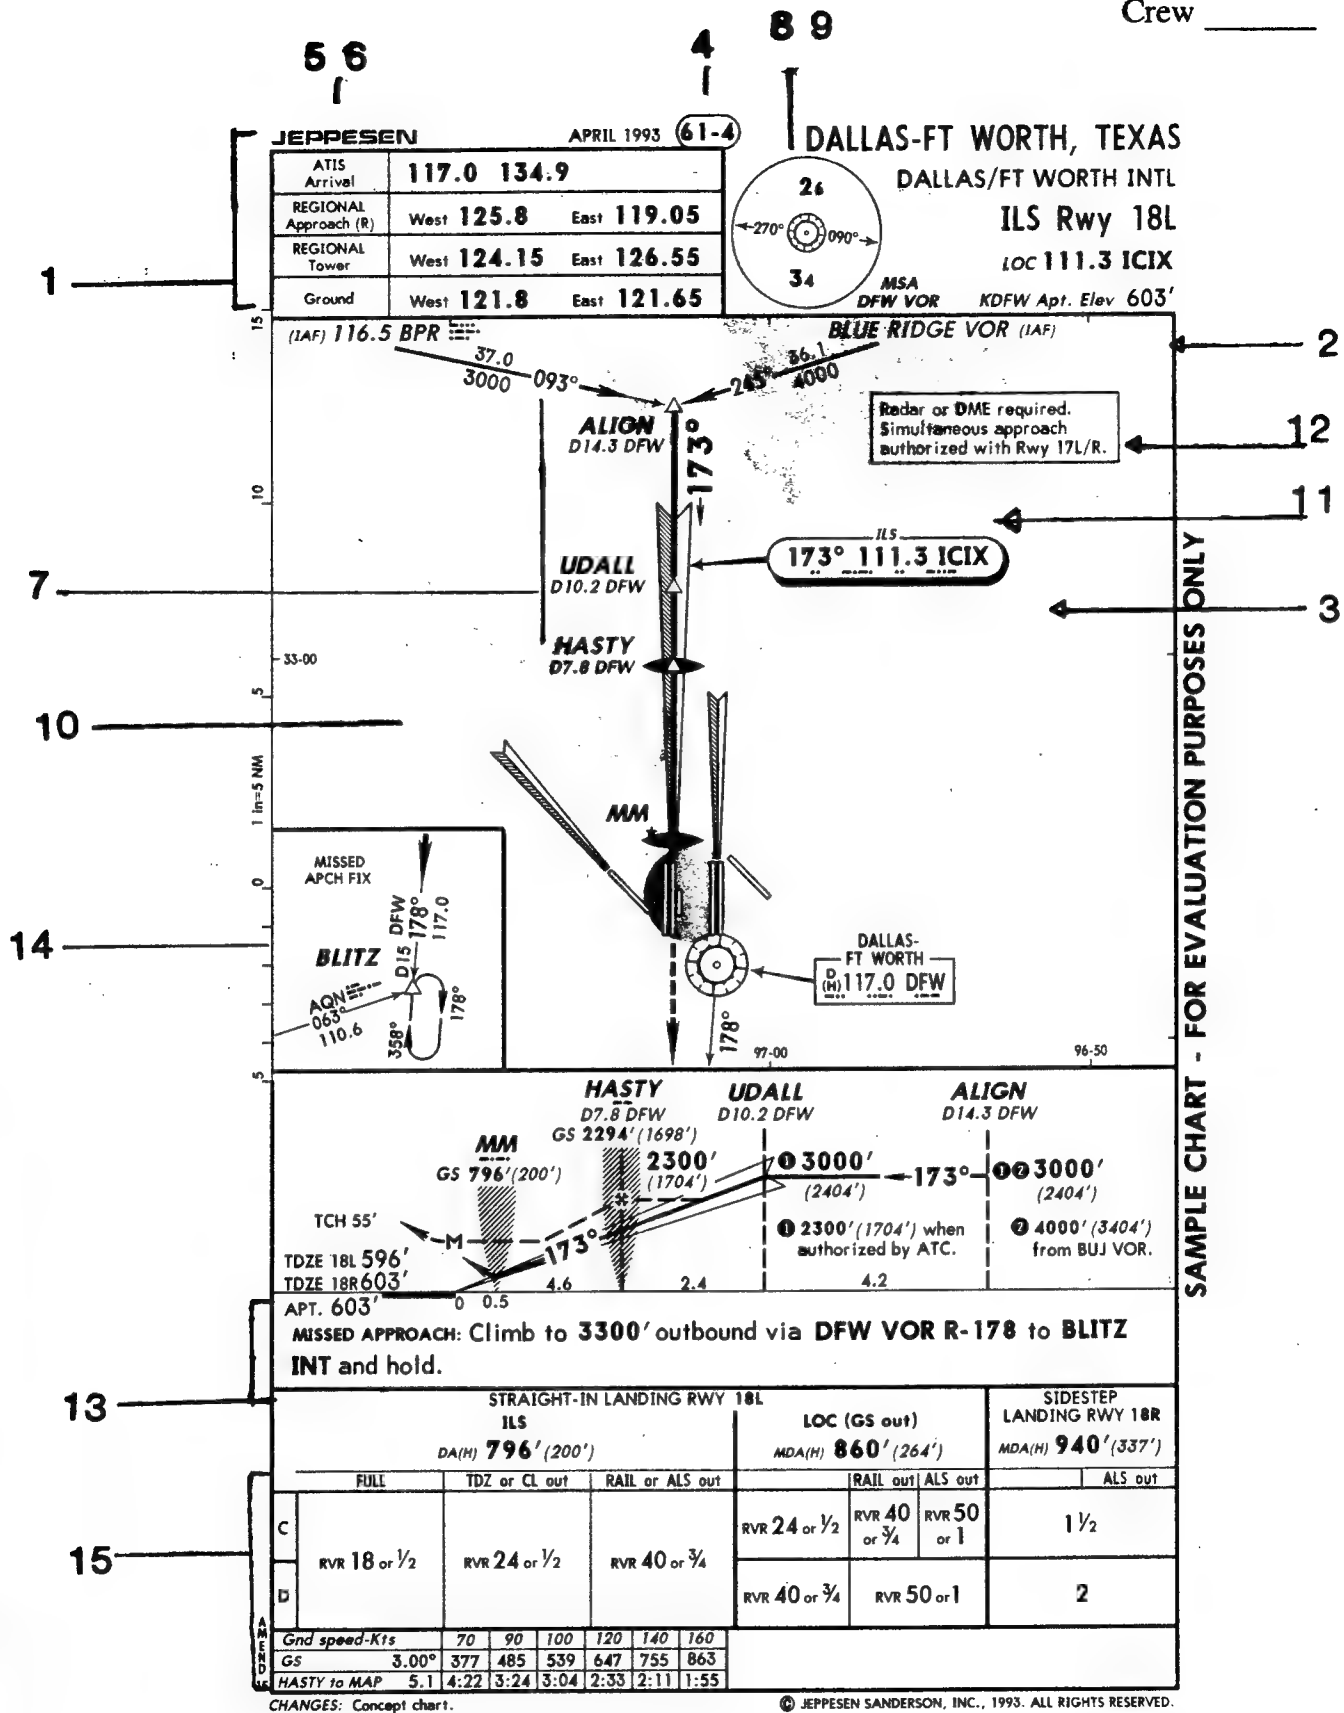 Crew
5 6
4
8 9
JEPPESEN APRIL 1993 61-4 DALLAS-FT WORTH, TEXAS
DALLAS/FT WORTH INTL
ILS Rwy 18L
LOC 111.3 ICIX
ATIS Arrival 117.0 134.9
REGIONAL Approach (R) West 125.8 East 119.05
REGIONAL Tower West 124.15 East 126.55
Ground West 121.8 East 121.65
26
270° 090°
34
MSA
DFW VOR
KDFW Apt. Elev 603'
1
15
(IAF) 116.5 BPR
BLUE RIDGE VOR (IAF)
2
37.0
3000 093°
36.1
245° 4000
ALIGN
D14.3 DFW
173°
Radar or DME required.
Simultaneous approach
authorized with Rwy 17L/R.
12
10
11
ILS
173° 111.3 ICIX
UDALL
D10.2 DFW
7
3
HASTY
D7.8 DFW
33-00
5
10
1 in=5 NM
MM
MISSED
APCH FIX
0
D15 DFW
178°
117.0
BLITZ
14
AQN
063°
110.6
358°
178°
DALLAS-
FT WORTH
D
(H) 117.0 DFW
178°
97-00
96-50
5
SAMPLE CHART - FOR EVALUATION PURPOSES ONLY
HASTY UDALL ALIGN
D7.8 DFW D10.2 DFW D14.3 DFW
GS 2294'(1698')
MM
GS 796'(200')
2300'
(1704')
❶ 3000'
(2404')
173°
❶❷ 3000'
(2404')
TCH 55'
M
173°
❶ 2300'(1704') when
authorized by ATC.
❷ 4000'(3404')
from BUJ VOR.
TDZE 18L 596'
TDZE 18R 603'
4.6 2.4 4.2
APT. 603'
0 0.5
MISSED APPROACH: Climb to 3300' outbound via DFW VOR R-178 to BLITZ
INT and hold.
13
STRAIGHT-IN LANDING RWY 18L
ILS
DA(H) 796'(200')
LOC (GS out)
MDA(H) 860'(264')
SIDESTEP
LANDING RWY 18R
MDA(H) 940'(337')
FULL TDZ or CL out RAIL or ALS out RAIL out ALS out ALS out
C RVR 24 or ½ RVR 40 or ¾ RVR 50 or 1 1 ½
15
RVR 18 or ½ RVR 24 or ½ RVR 40 or ¾
D RVR 40 or ¾ RVR 50 or 1 2
AMEND
Gnd speed-Kts 70 90 100 120 140 160
GS 3.00° 377 485 539 647 755 863
HASTY to MAP 5.1 4:22 3:24 3:04 2:33 2:11 1:55
CHANGES: Concept chart.
© JEPPESEN SANDERSON, INC., 1993. ALL RIGHTS RESERVED.